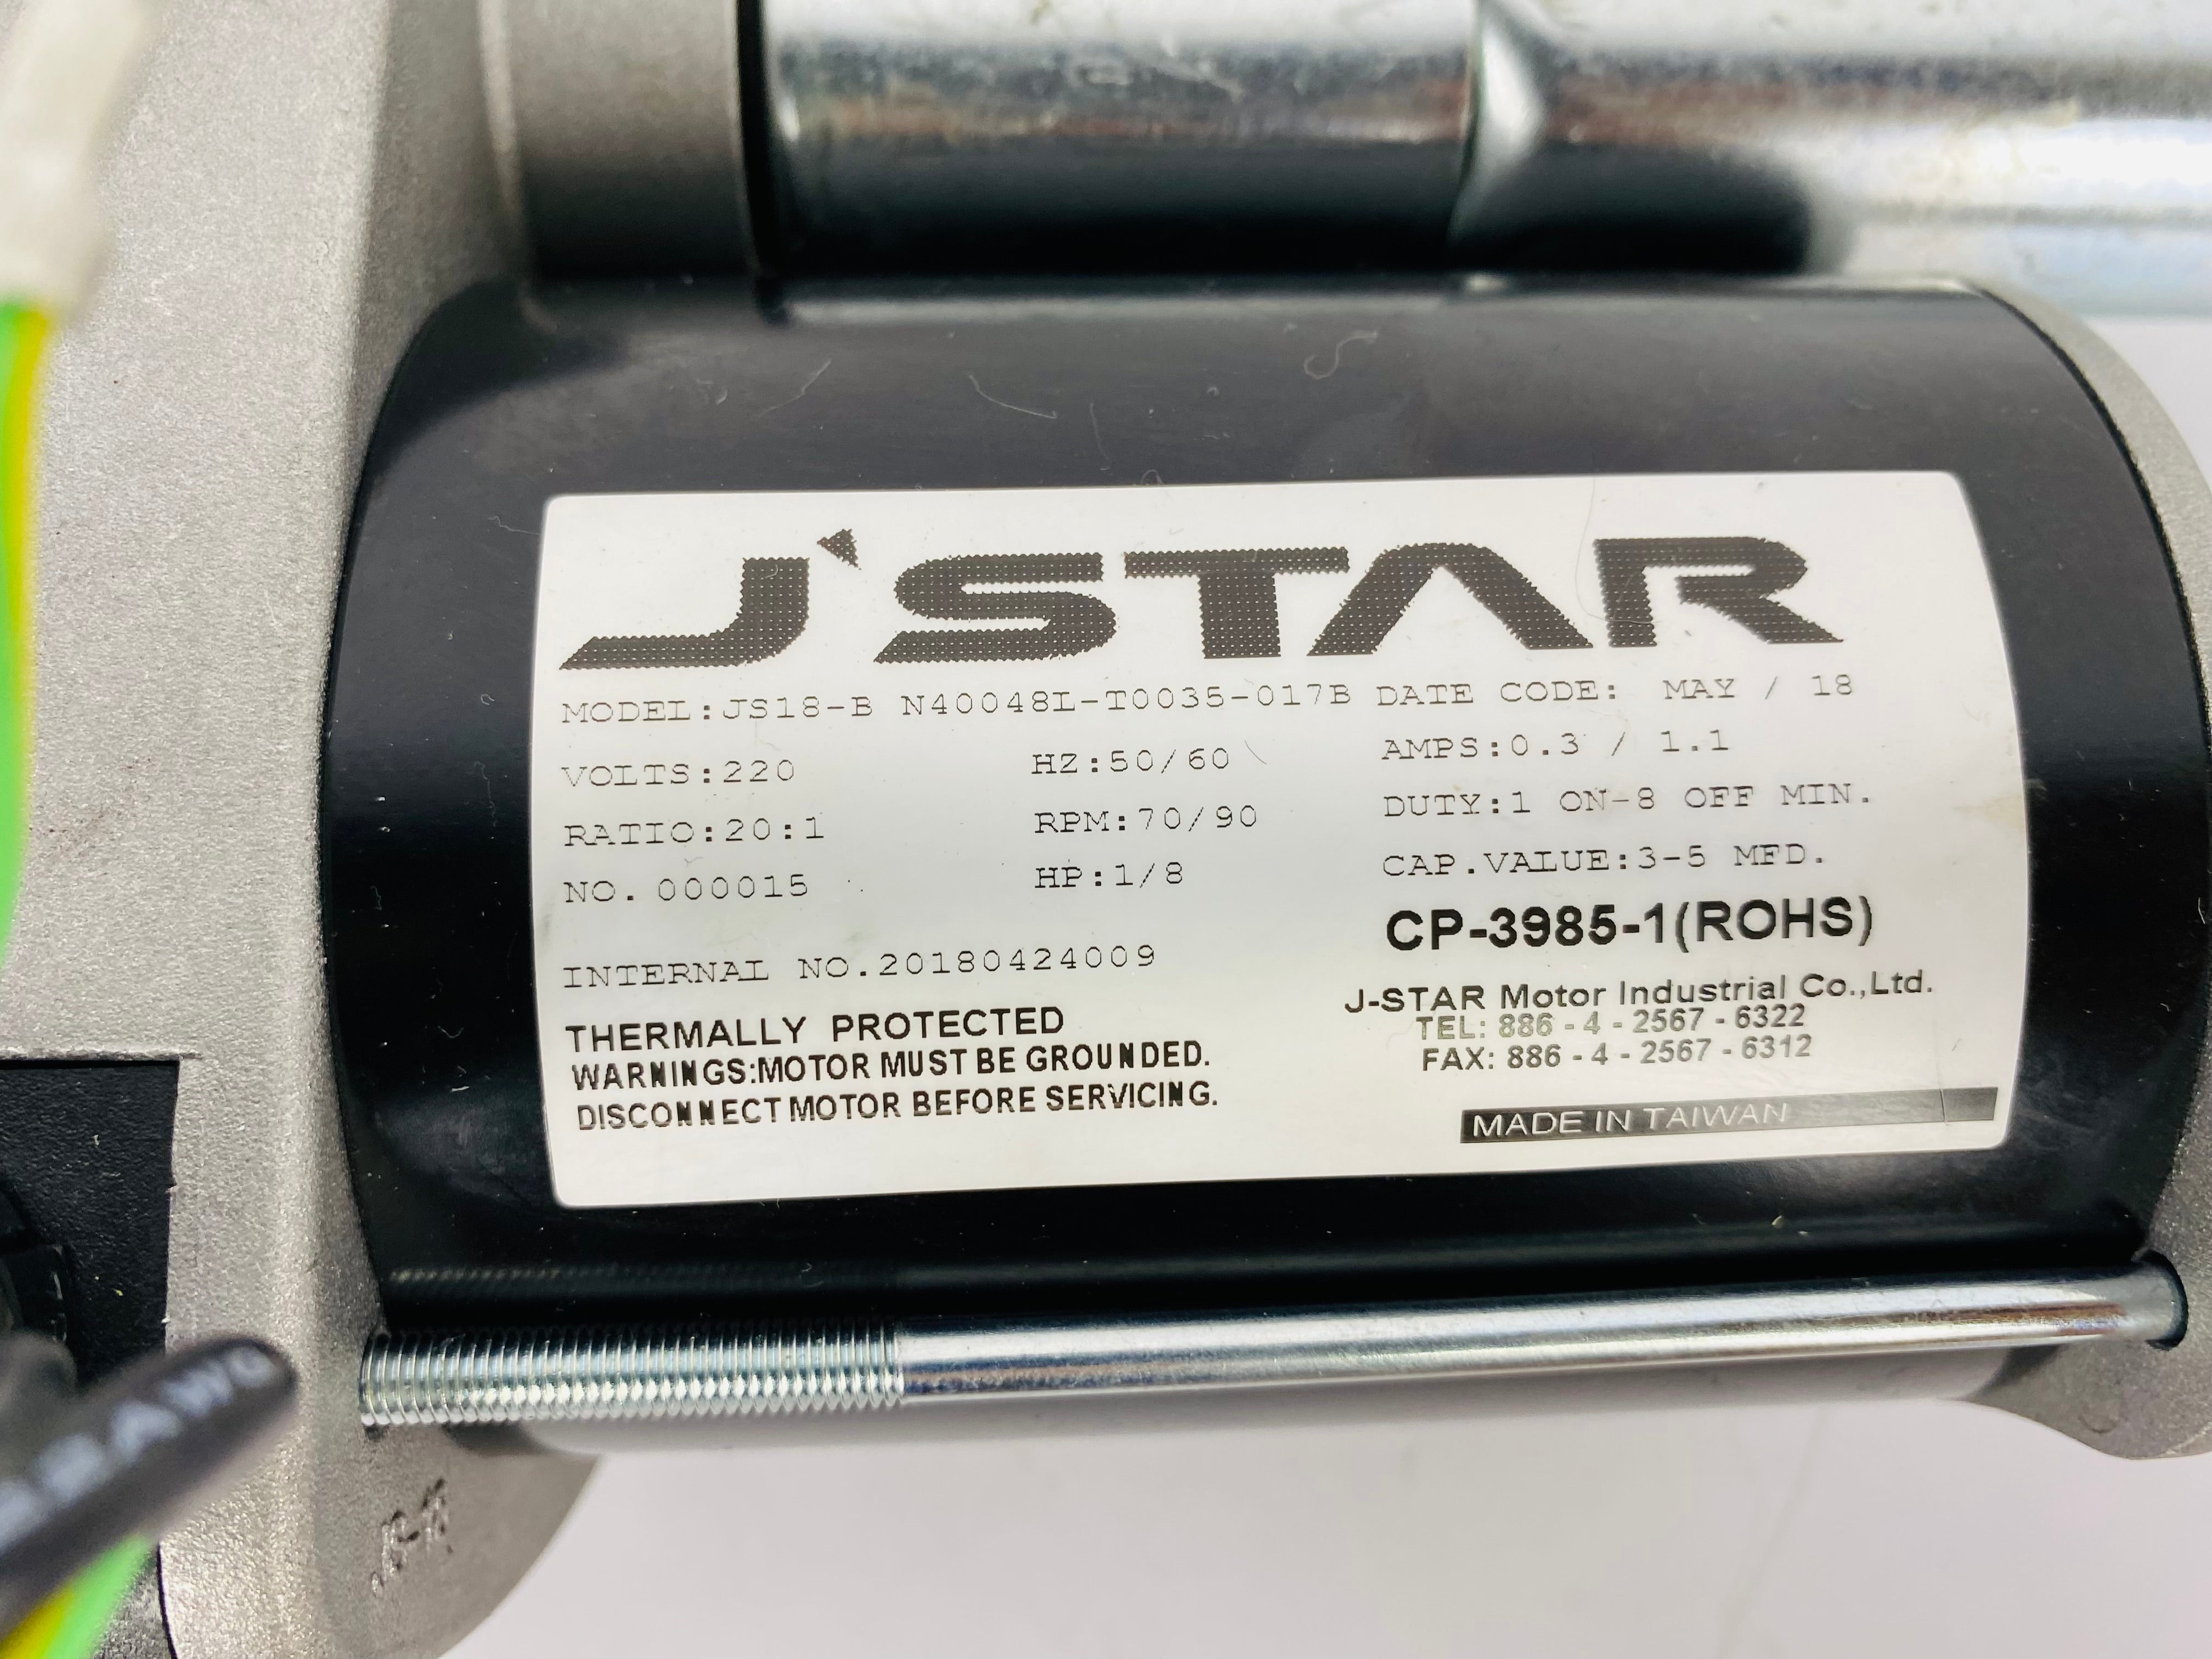 J'STAR
MODEL:JS18-B N40048L-T0035-017B DATE CODE: MAY / 18
VOLTS:220 HZ:50/60 AMPS:0.3 / 1.1
RATIO:20:1 RPM:70/90 DUTY:1 ON-8 OFF MIN.
NO. 000015 HP:1/8 CAP.VALUE:3-5 MFD.
CP-3985-1(ROHS)
INTERNAL NO.20180424009
J-STAR Motor Industrial Co.,Ltd.
TEL: 886 - 4 - 2567 - 6322
FAX: 886 - 4 - 2567 - 6312
THERMALLY PROTECTED
WARNINGS:MOTOR MUST BE GROUNDED.
DISCONNECT MOTOR BEFORE SERVICING.
MADE IN TAIWAN